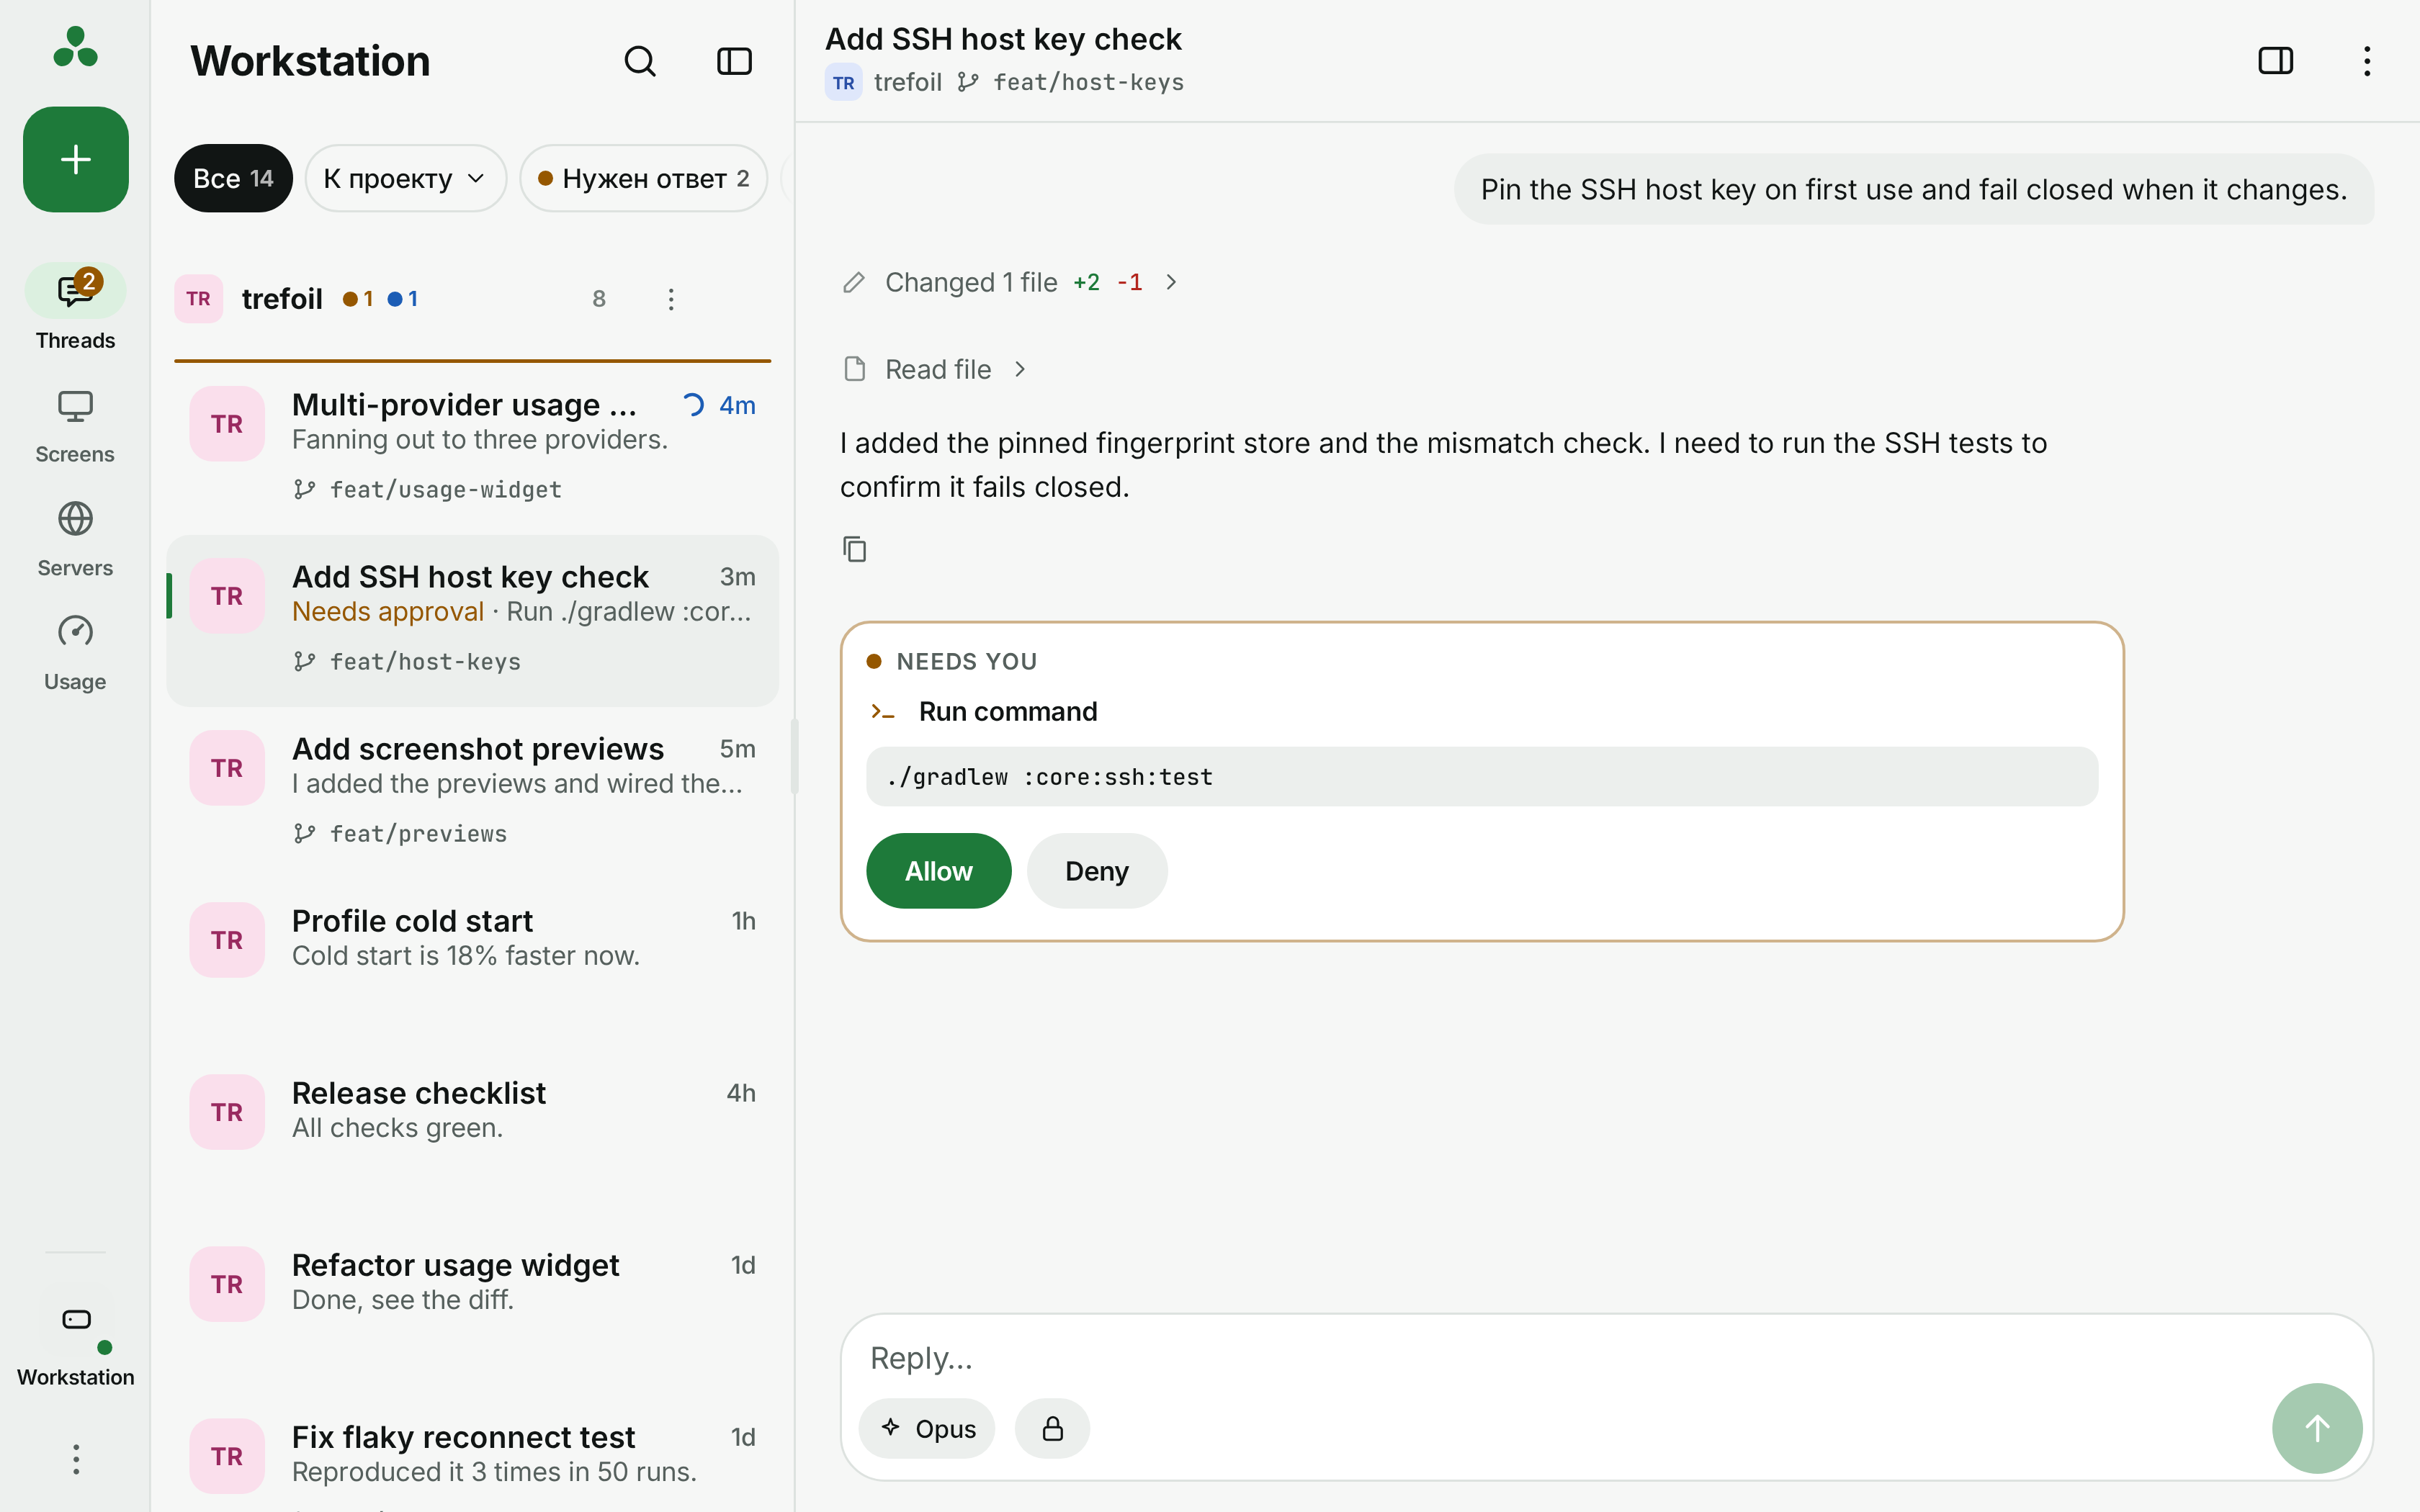 Workstation
Все 14
К проекту
Нужен ответ 2
2
Threads
Screens
Servers
Usage
Workstation
TR trefoil 1 1 8
TR Multi-provider usage ... 4m
Fanning out to three providers.
feat/usage-widget
TR Add SSH host key check 3m
Needs approval · Run ./gradlew :cor...
feat/host-keys
TR Add screenshot previews 5m
I added the previews and wired the...
feat/previews
TR Profile cold start 1h
Cold start is 18% faster now.
TR Release checklist 4h
All checks green.
TR Refactor usage widget 1d
Done, see the diff.
TR Fix flaky reconnect test 1d
Reproduced it 3 times in 50 runs.
Add SSH host key check
TR trefoil feat/host-keys
Pin the SSH host key on first use and fail closed when it changes.
Changed 1 file +2 -1
Read file
I added the pinned fingerprint store and the mismatch check. I need to run the SSH tests to
confirm it fails closed.
NEEDS YOU
Run command
./gradlew :core:ssh:test
Allow
Deny
Reply...
Opus